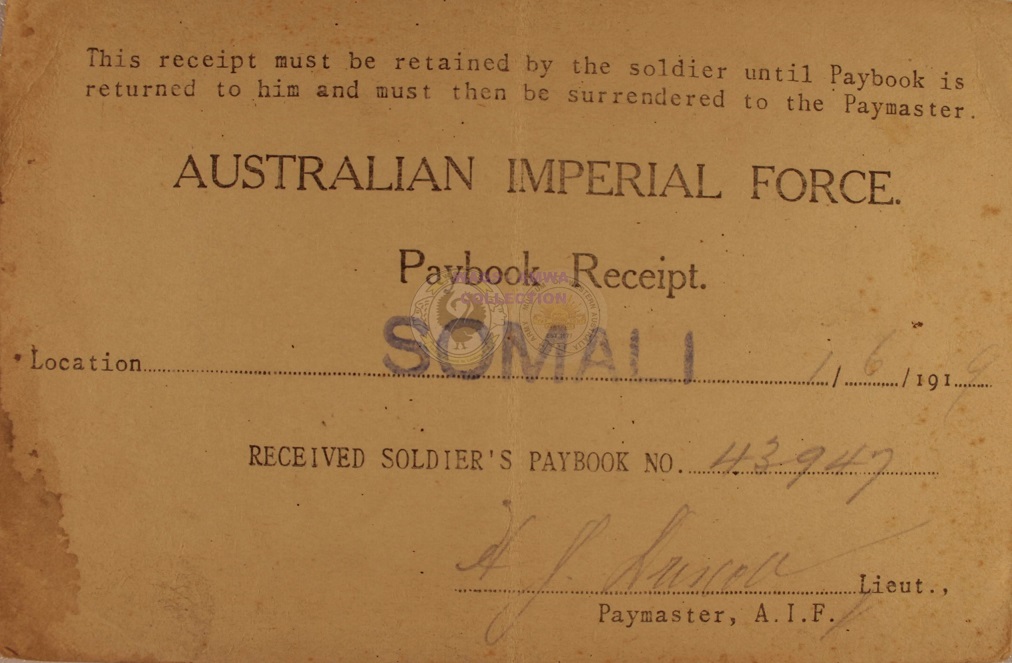 This receipt must be retained by the soldier until Paybook is
returned to him and must then be surrendered to the Paymaster.
AUSTRALIAN IMPERIAL FORCE.
Paybook Receipt.
COLLECTION
SOMALI
Location 1/6/1919
RECEIVED SOLDIER'S PAYBOOK NO. 43947
Lieut.,
Paymaster, A.I.F.